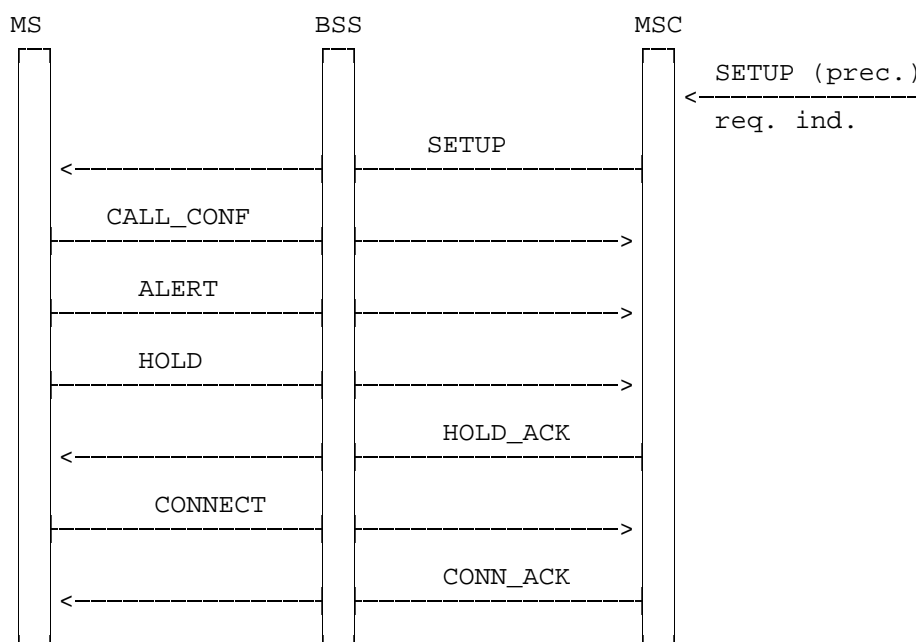 MS BSS MSC
SETUP (prec.)
req. ind.
SETUP
CALL_CONF
ALERT
HOLD
HOLD_ACK
CONNECT
CONN_ACK